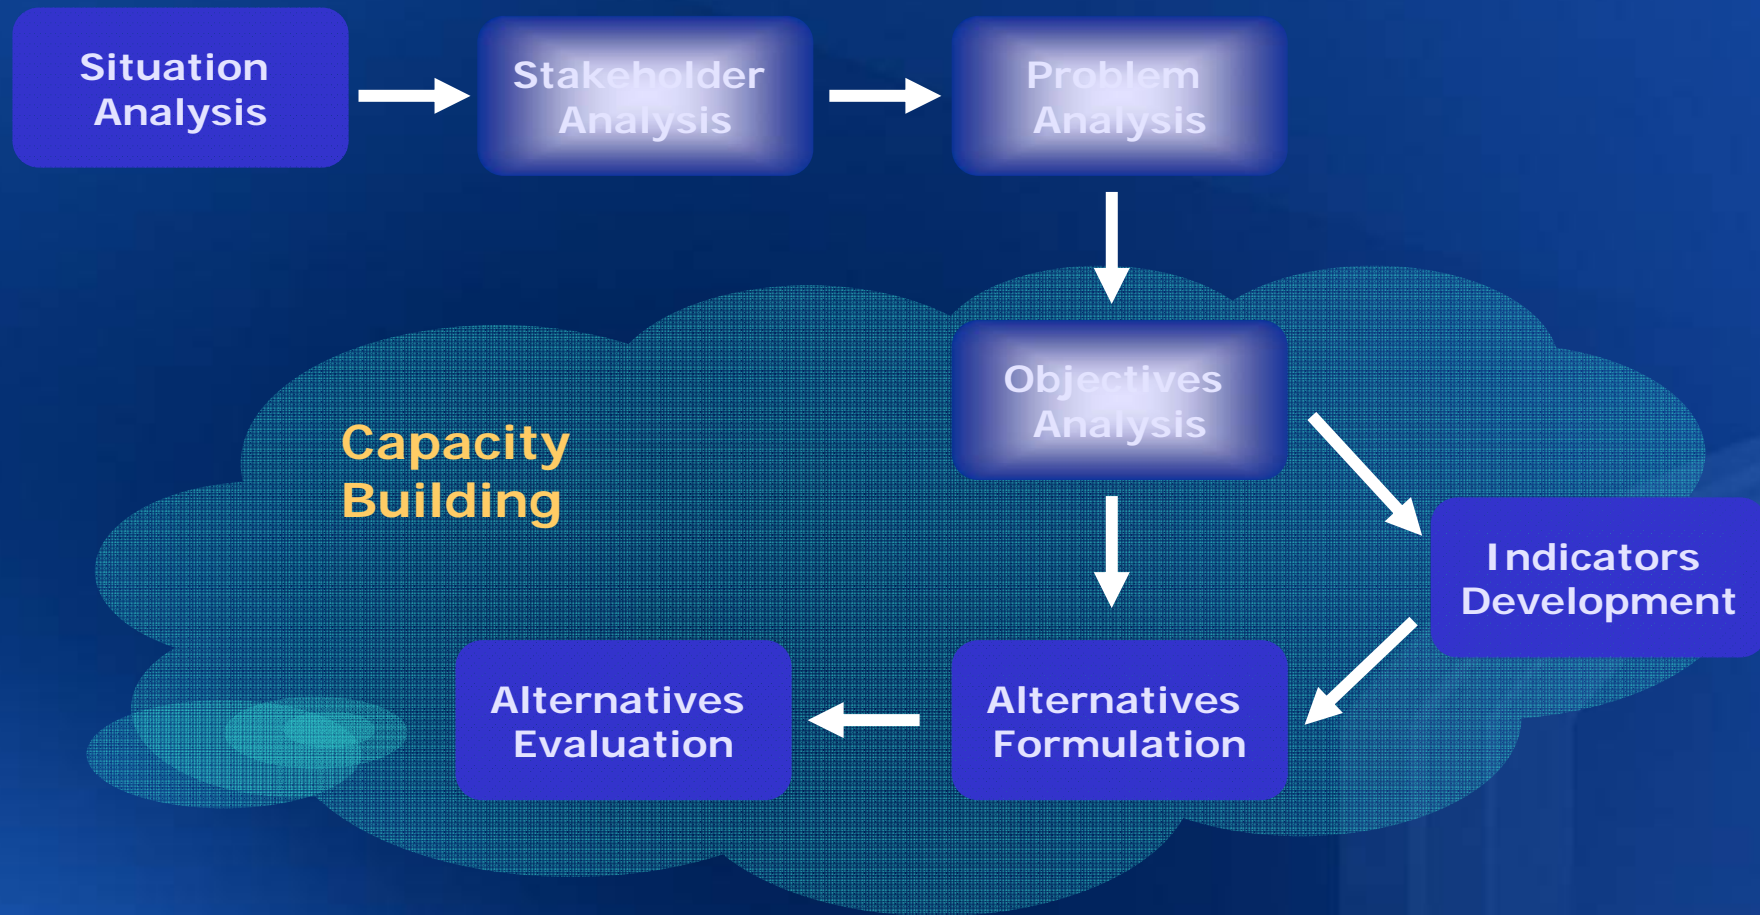 Situation
Analysis
Stakeholder
Analysis
Problem
Analysis
Objectives
Analysis
Capacity
Building
Indicators
Development
Alternatives
Formulation
Alternatives
Evaluation